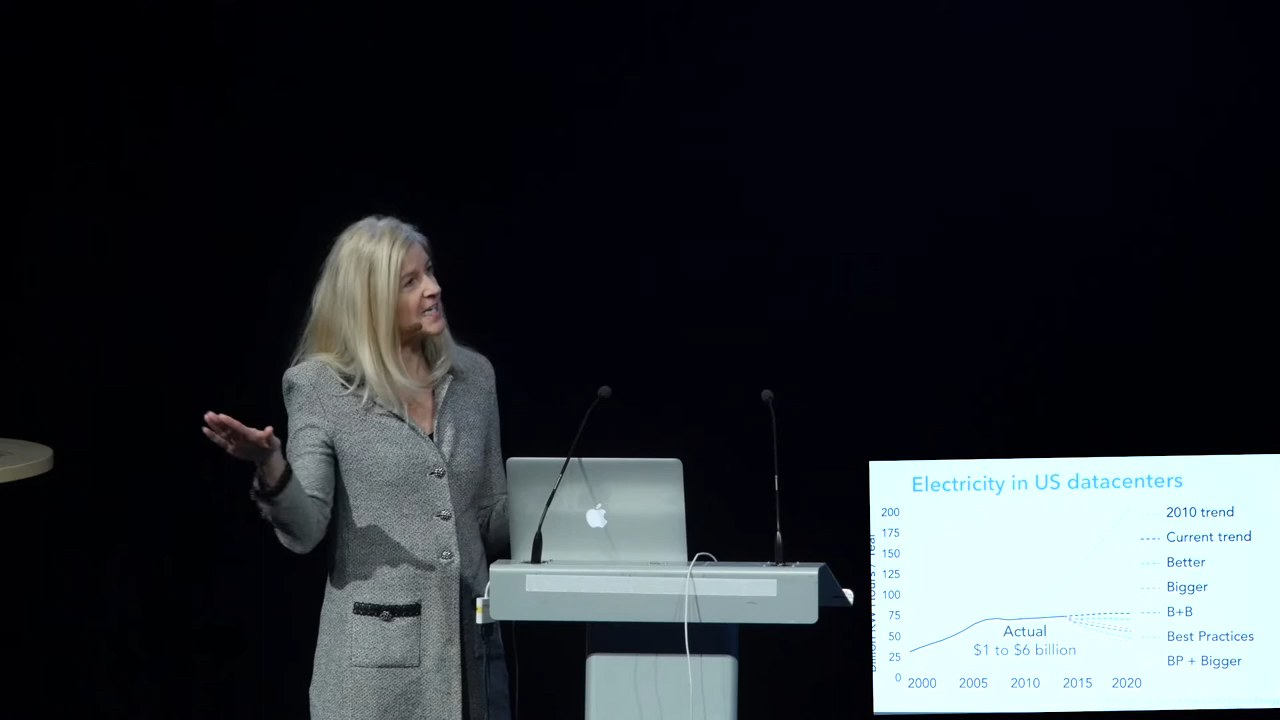 Electricity in US datacenters
200
175
150
125
100
75
50
25
0
2010 trend
Current trend
Better
Bigger
B+B
Best Practices
BP + Bigger
Actual
$1 to $6 billion
2000 2005 2010 2015 2020